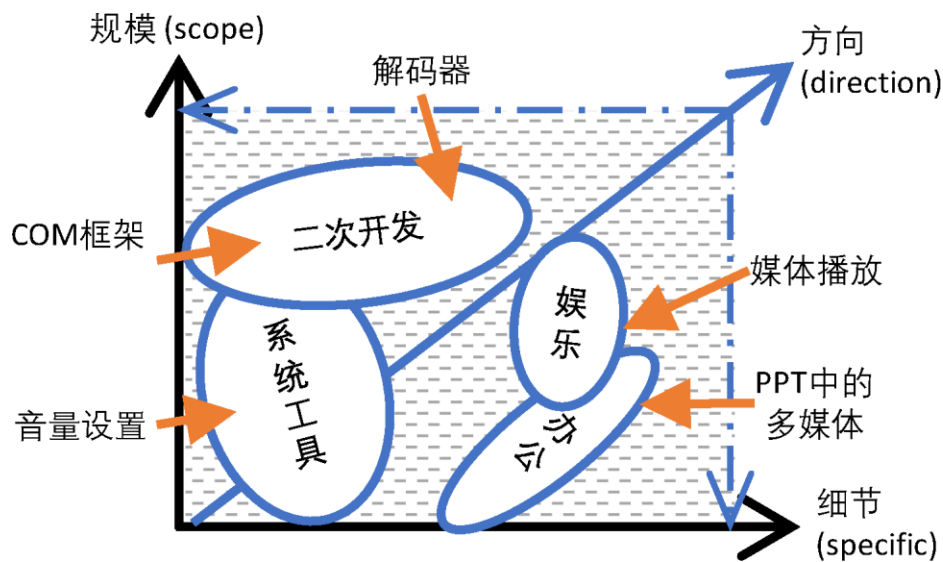 规模 (scope)
方向
(direction)
解码器
COM框架
二次开发
媒体播放
娱乐
系统工具
PPT中的
多媒体
音量设置
办公
细节
(specific)